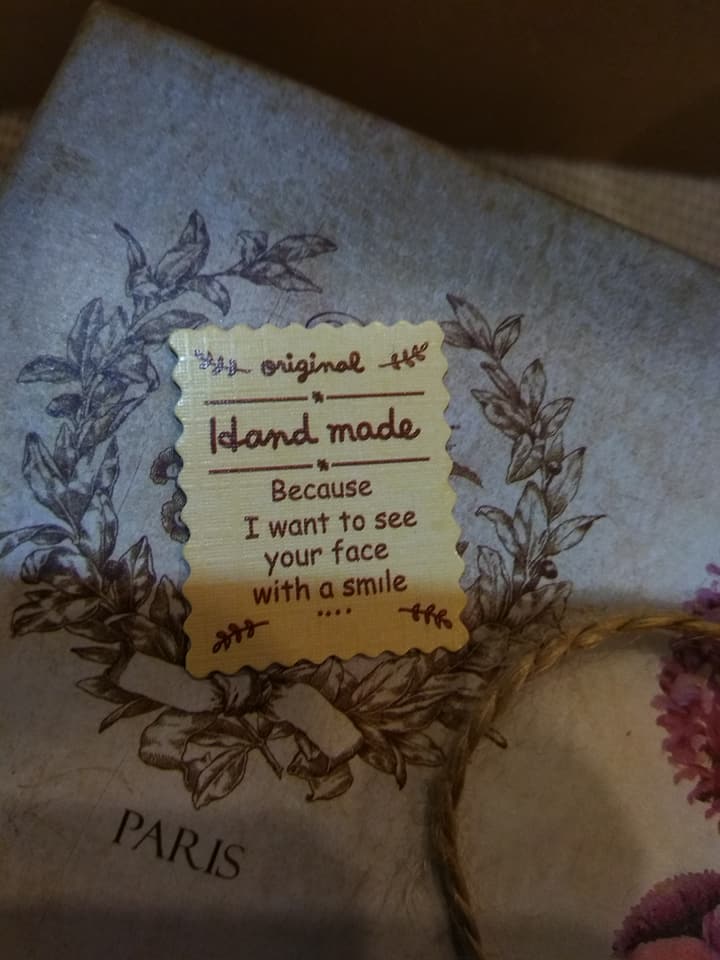 original
Hand made
Because
I want to see
your face
with a smile
....
PARIS